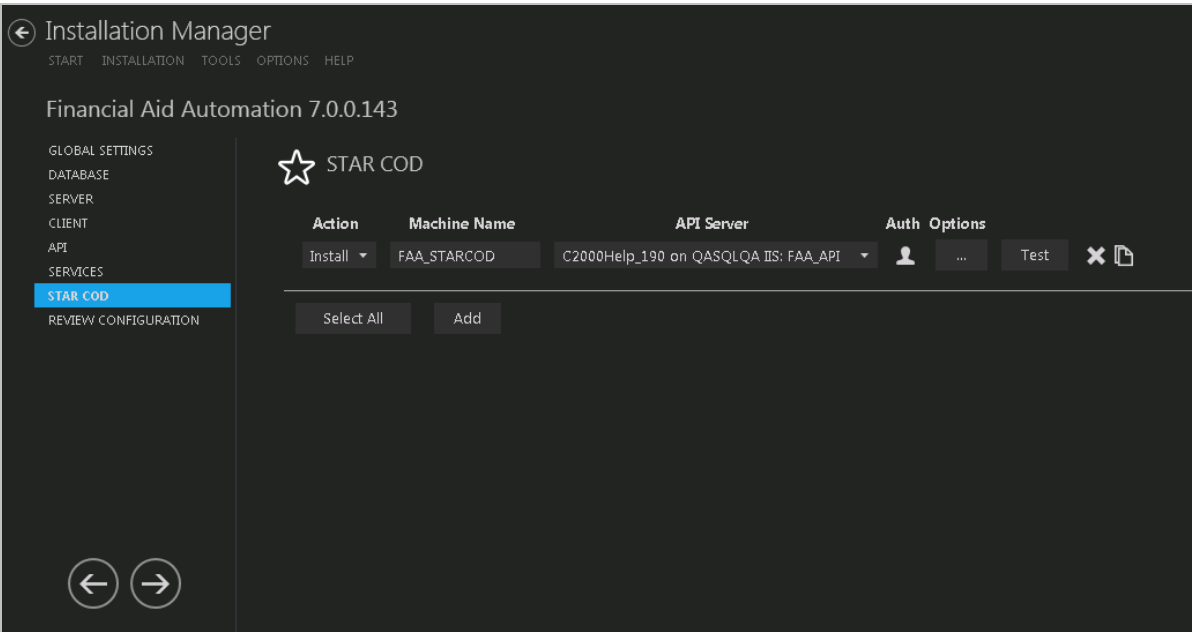 Installation Manager
START INSTALLATION TOOLS OPTIONS HELP
Financial Aid Automation 7.0.0.143
GLOBAL SETTINGS
DATABASE
SERVER
CLIENT
API
SERVICES
STAR COD
REVIEW CONFIGURATION
STAR COD
Action Machine Name API Server Auth Options
Install FAA_STARCOD C2000Help_190 on QASQLQA IIS: FAA_API ... Test
Select All Add